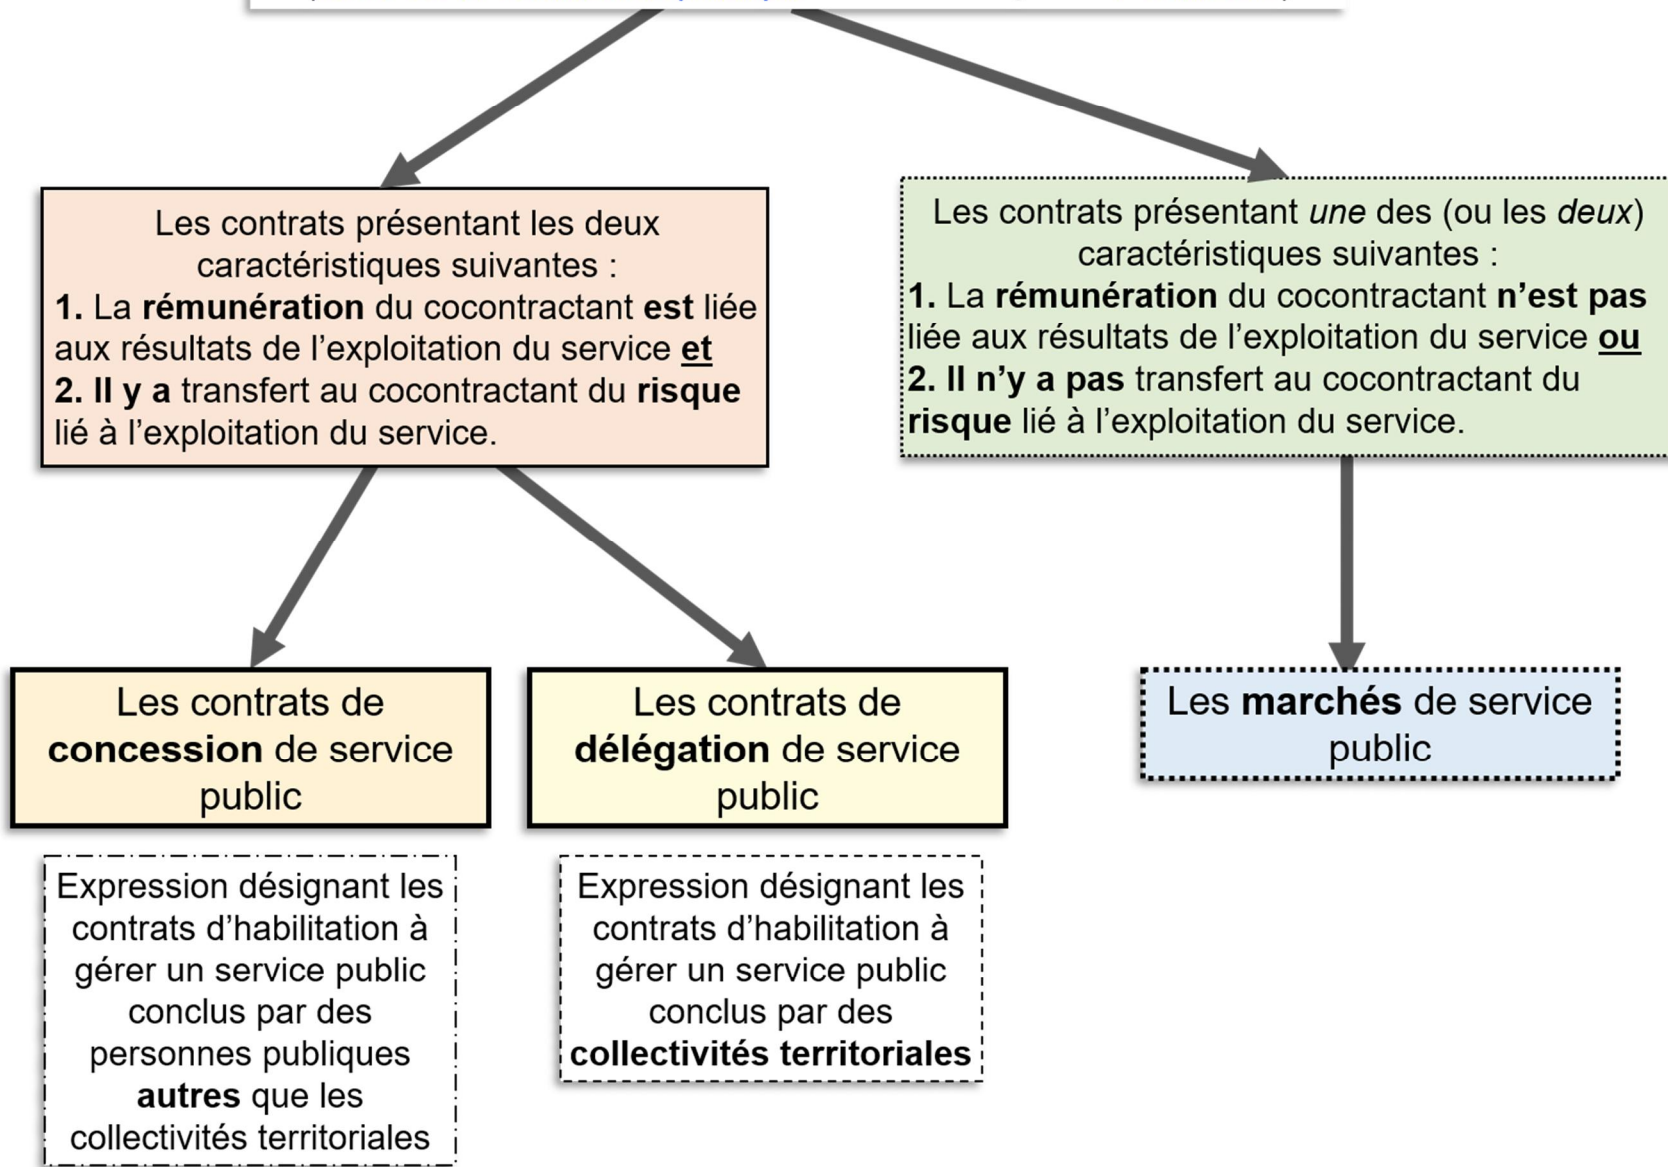 Les contrats présentant les deux
caractéristiques suivantes :
1. La rémunération du cocontractant est liée
aux résultats de l’exploitation du service et
2. Il y a transfert au cocontractant du risque
lié à l’exploitation du service.
Les contrats présentant une des (ou les deux)
caractéristiques suivantes :
1. La rémunération du cocontractant n’est pas
liée aux résultats de l’exploitation du service ou
2. Il n’y a pas transfert au cocontractant du
risque lié à l’exploitation du service.
Les contrats de
concession de service
public
Les contrats de
délégation de service
public
Les marchés de service
public
Expression désignant les
contrats d’habilitation à
gérer un service public
conclus par des
personnes publiques
autres que les
collectivités territoriales
Expression désignant les
contrats d’habilitation à
gérer un service public
conclus par des
collectivités territoriales